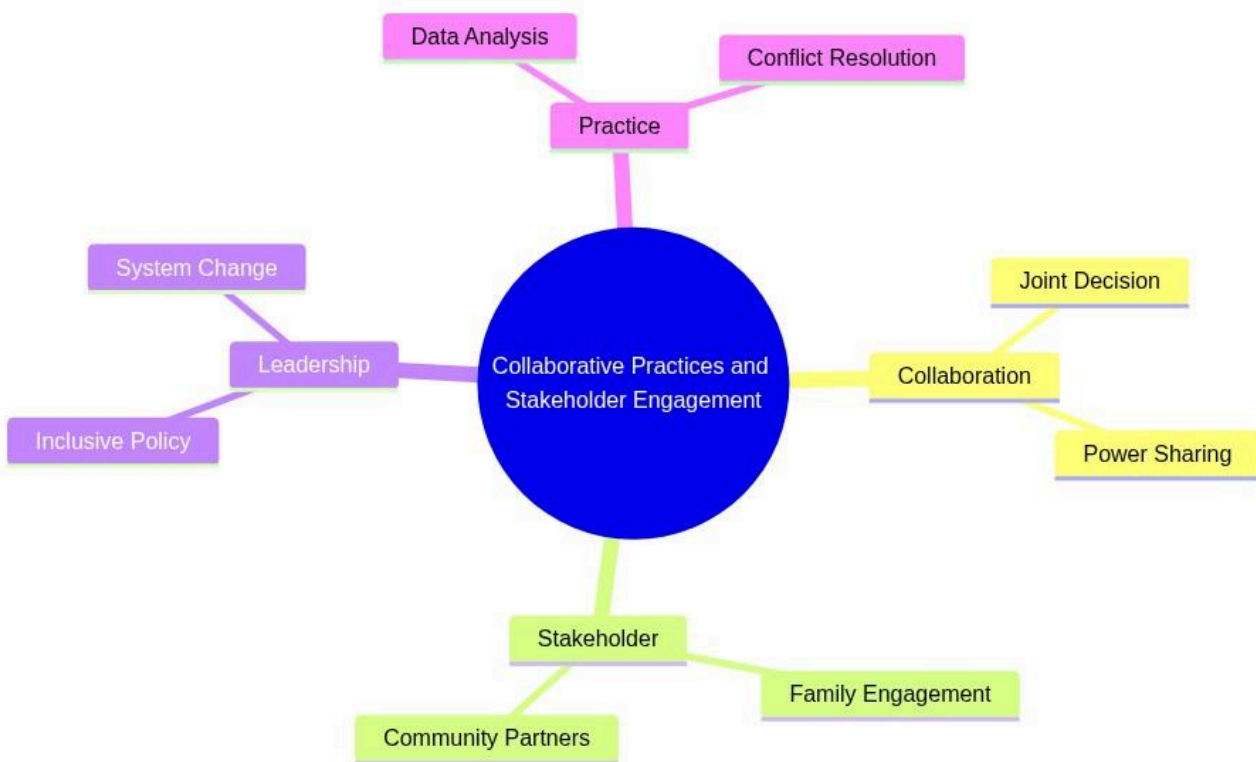 Data Analysis
Conflict Resolution
Practice
System Change
Joint Decision
Leadership
Collaborative Practices and
Stakeholder Engagement
Collaboration
Inclusive Policy
Power Sharing
Stakeholder
Family Engagement
Community Partners